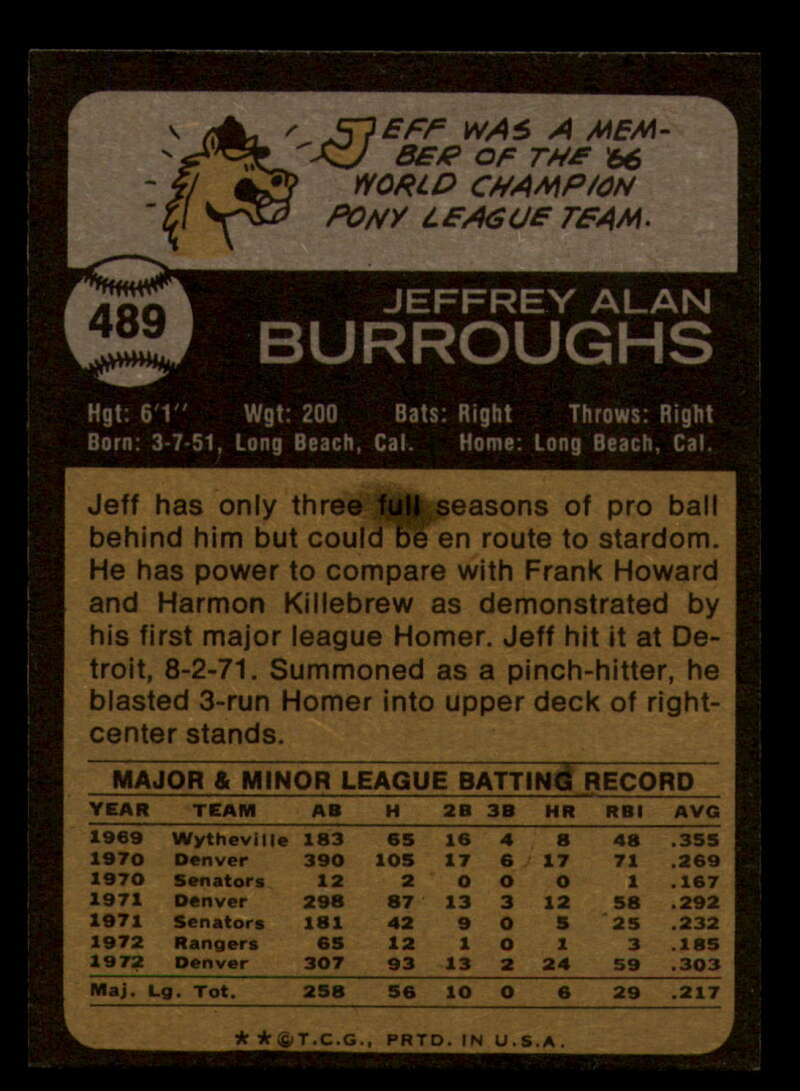 JEFF WAS A MEM-
BER OF THE '66
WORLD CHAMPION
PONY LEAGUE TEAM.
489
JEFFREY ALAN
BURROUGHS
Hgt: 6'1" Wgt: 200 Bats: Right Throws: Right
Born: 3-7-51, Long Beach, Cal. Home: Long Beach, Cal.
Jeff has only three full seasons of pro ball
behind him but could be en route to stardom.
He has power to compare with Frank Howard
and Harmon Killebrew as demonstrated by
his first major league Homer. Jeff hit it at De-
troit, 8-2-71. Summoned as a pinch-hitter, he
blasted 3-run Homer into upper deck of right-
center stands.
MAJOR & MINOR LEAGUE BATTING RECORD
YEAR TEAM AB H 2B 3B HR RBI AVG
1969 Wytheville 183 65 16 4 8 48 .355
1970 Denver 390 105 17 6 17 71 .269
1970 Senators 12 2 0 0 0 1 .167
1971 Denver 298 87 13 3 12 58 .292
1971 Senators 181 42 9 0 5 25 .232
1972 Rangers 65 12 1 0 1 3 .185
1972 Denver 307 93 13 2 24 59 .303
Maj. Lg. Tot. 258 56 10 0 6 29 .217
★★©T.C.G., PRTD. IN U.S.A.